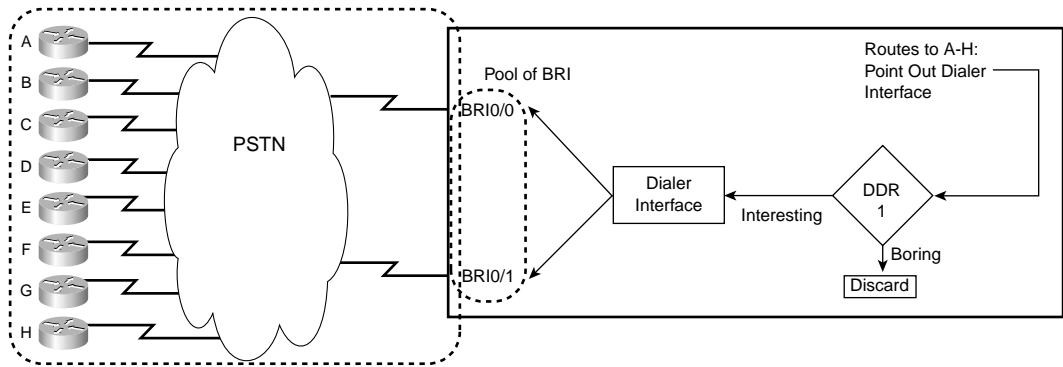 A
B
C
D
E
F
G
H
PSTN
Pool of BRI
BRI0/0
BRI0/1
Dialer
Interface
Interesting
DDR
1
Boring
Discard
Routes to A-H:
Point Out Dialer
Interface